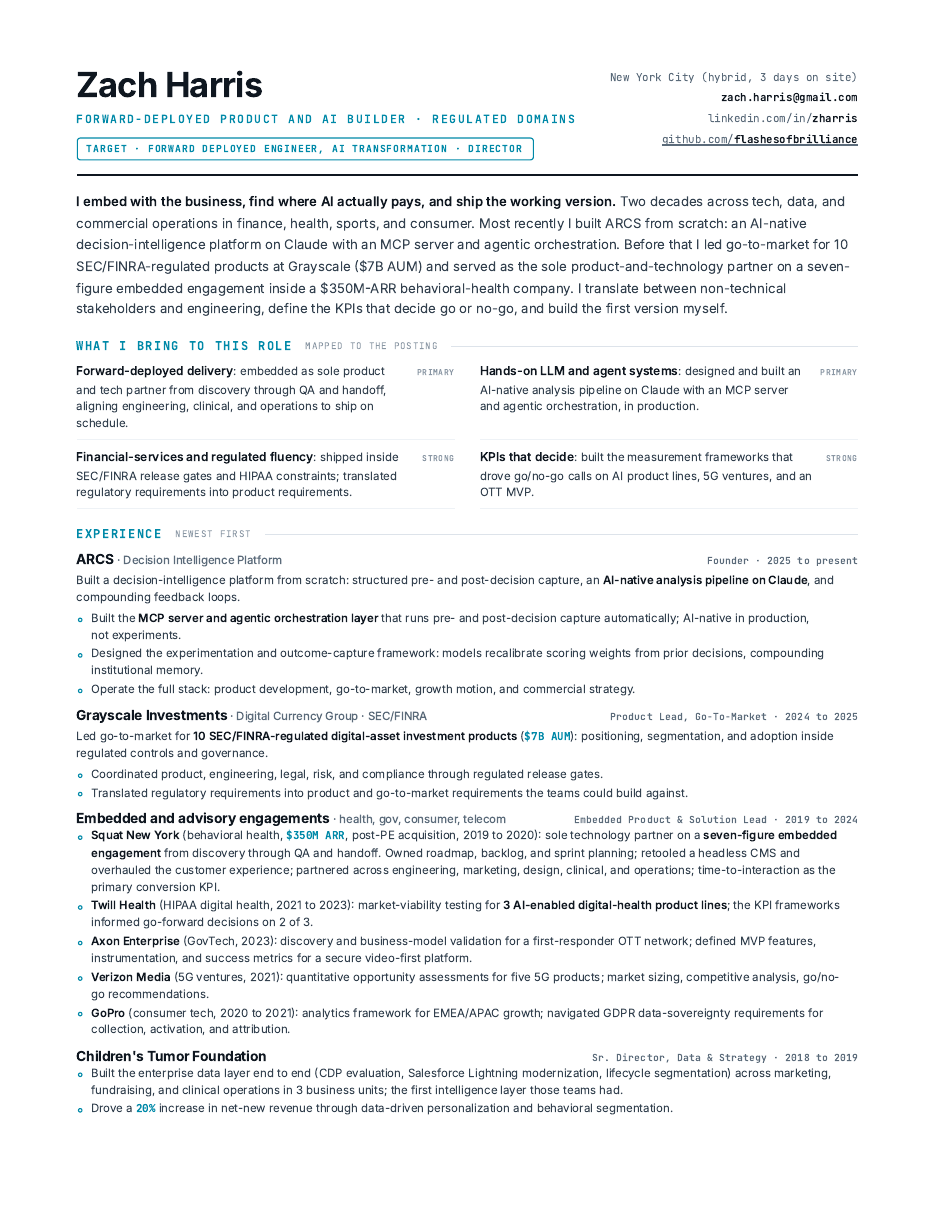 Zach Harris
FORWARD-DEPLOYED PRODUCT AND AI BUILDER · REGULATED DOMAINS
TARGET · FORWARD DEPLOYED ENGINEER, AI TRANSFORMATION · DIRECTOR
New York City (hybrid, 3 days on site)
zach.harris@gmail.com
linkedin.com/in/zharris
github.com/flashesofbrilliance
I embed with the business, find where AI actually pays, and ship the working version. Two decades across tech, data, and
commercial operations in finance, health, sports, and consumer. Most recently I built ARCS from scratch: an AI-native
decision-intelligence platform on Claude with an MCP server and agentic orchestration. Before that I led go-to-market for 10
SEC/FINRA-regulated products at Grayscale ($7B AUM) and served as the sole product-and-technology partner on a seven-
figure embedded engagement inside a $350M-ARR behavioral-health company. I translate between non-technical
stakeholders and engineering, define the KPIs that decide go or no-go, and build the first version myself.
WHAT I BRING TO THIS ROLE MAPPED TO THE POSTING
Forward-deployed delivery: embedded as sole product PRIMARY
and tech partner from discovery through QA and handoff,
aligning engineering, clinical, and operations to ship on
schedule.
Hands-on LLM and agent systems: designed and built an PRIMARY
AI-native analysis pipeline on Claude with an MCP server
and agentic orchestration, in production.
Financial-services and regulated fluency: shipped inside STRONG
SEC/FINRA release gates and HIPAA constraints; translated
regulatory requirements into product requirements.
KPIs that decide: built the measurement frameworks that STRONG
drove go/no-go calls on AI product lines, 5G ventures, and an
OTT MVP.
EXPERIENCE NEWEST FIRST
ARCS · Decision Intelligence Platform Founder · 2025 to present
Built a decision-intelligence platform from scratch: structured pre- and post-decision capture, an AI-native analysis pipeline on Claude, and
compounding feedback loops.
Built the MCP server and agentic orchestration layer that runs pre- and post-decision capture automatically; AI-native in production,
not experiments.
Designed the experimentation and outcome-capture framework: models recalibrate scoring weights from prior decisions, compounding
institutional memory.
Operate the full stack: product development, go-to-market, growth motion, and commercial strategy.
Grayscale Investments · Digital Currency Group · SEC/FINRA Product Lead, Go-To-Market · 2024 to 2025
Led go-to-market for 10 SEC/FINRA-regulated digital-asset investment products ($7B AUM): positioning, segmentation, and adoption inside
regulated controls and governance.
Coordinated product, engineering, legal, risk, and compliance through regulated release gates.
Translated regulatory requirements into product and go-to-market requirements the teams could build against.
Embedded and advisory engagements · health, gov, consumer, telecom Embedded Product & Solution Lead · 2019 to 2024
Squat New York (behavioral health, $350M ARR, post-PE acquisition, 2019 to 2020): sole technology partner on a seven-figure embedded
engagement from discovery through QA and handoff. Owned roadmap, backlog, and sprint planning; retooled a headless CMS and
overhauled the customer experience; partnered across engineering, marketing, design, clinical, and operations; time-to-interaction as the
primary conversion KPI.
Twill Health (HIPAA digital health, 2021 to 2023): market-viability testing for 3 AI-enabled digital-health product lines; the KPI frameworks
informed go-forward decisions on 2 of 3.
Axon Enterprise (GovTech, 2023): discovery and business-model validation for a first-responder OTT network; defined MVP features,
instrumentation, and success metrics for a secure video-first platform.
Verizon Media (5G ventures, 2021): quantitative opportunity assessments for five 5G products; market sizing, competitive analysis, go/no-
go recommendations.
GoPro (consumer tech, 2020 to 2021): analytics framework for EMEA/APAC growth; navigated GDPR data-sovereignty requirements for
collection, activation, and attribution.
Children's Tumor Foundation Sr. Director, Data & Strategy · 2018 to 2019
Built the enterprise data layer end to end (CDP evaluation, Salesforce Lightning modernization, lifecycle segmentation) across marketing,
fundraising, and clinical operations in 3 business units; the first intelligence layer those teams had.
Drove a 20% increase in net-new revenue through data-driven personalization and behavioral segmentation.